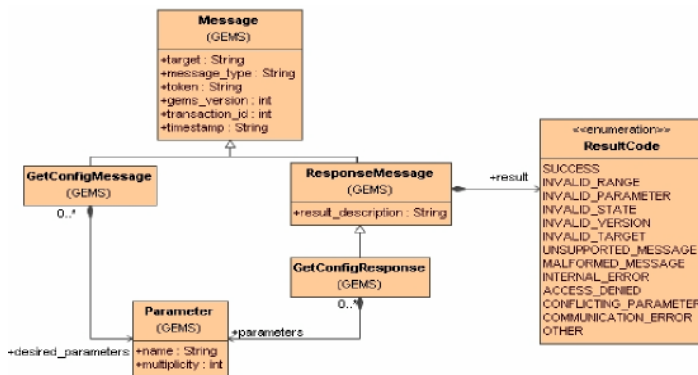 Message
(GEMS)
+target : String
+message_type : String
+token : String
+gems_version : int
+transaction_id : int
+timestamp : String
GetConfigMessage
(GEMS)
0..*
ResponseMessage
(GEMS)
+result_description : String
+result
<<enumeration>>
ResultCode
SUCCESS
INVALID_RANGE
INVALID_PARAMETER
INVALID_STATE
INVALID_VERSION
INVALID_TARGET
UNSUPPORTED_MESSAGE
MALFORMED_MESSAGE
INTERNAL_ERROR
ACCESS_DENIED
CONFLICTING_PARAMETER
COMMUNICATION_ERROR
OTHER
GetConfigResponse
(GEMS)
0..*
Parameter
(GEMS)
+name : String
+multiplicity : int
+parameters
+desired_parameters